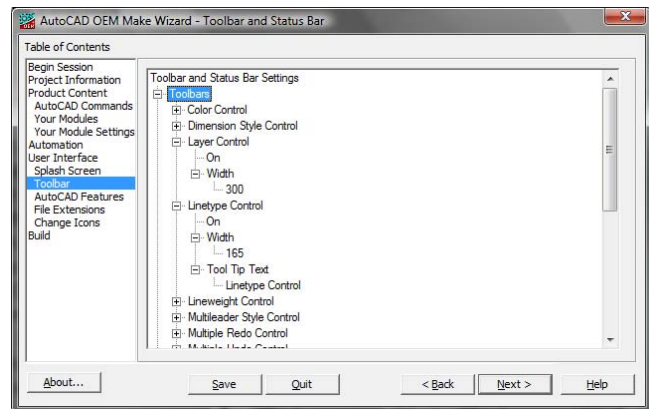 AutoCAD OEM Make Wizard - Toolbar and Status Bar
Table of Contents
Begin Session
Project Information
Product Content
AutoCAD Commands
Your Modules
Your Module Settings
Automation
User Interface
Splash Screen
Toolbar
AutoCAD Features
File Extensions
Change Icons
Build
Toolbar and Status Bar Settings
Toolbars
Color Control
Dimension Style Control
Layer Control
On
Width
300
Linetype Control
On
Width
165
Tool Tip Text
Linetype Control
Lineweight Control
Multileader Style Control
Multiple Redo Control
Multiple Undo Control
About...
Save
Quit
< Back
Next >
Help